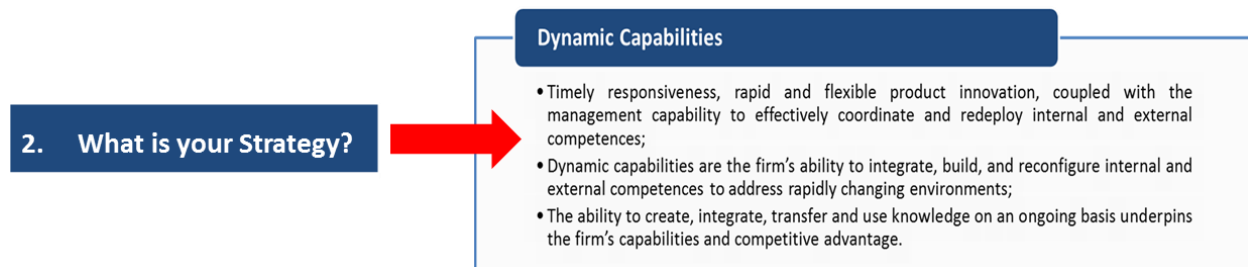 Dynamic Capabilities
2. What is your Strategy?
• Timely responsiveness, rapid and flexible product innovation, coupled with the
management capability to effectively coordinate and redeploy internal and external
competences;
• Dynamic capabilities are the firm's ability to integrate, build, and reconfigure internal and
external competences to address rapidly changing environments;
• The ability to create, integrate, transfer and use knowledge on an ongoing basis underpins
the firm's capabilities and competitive advantage.